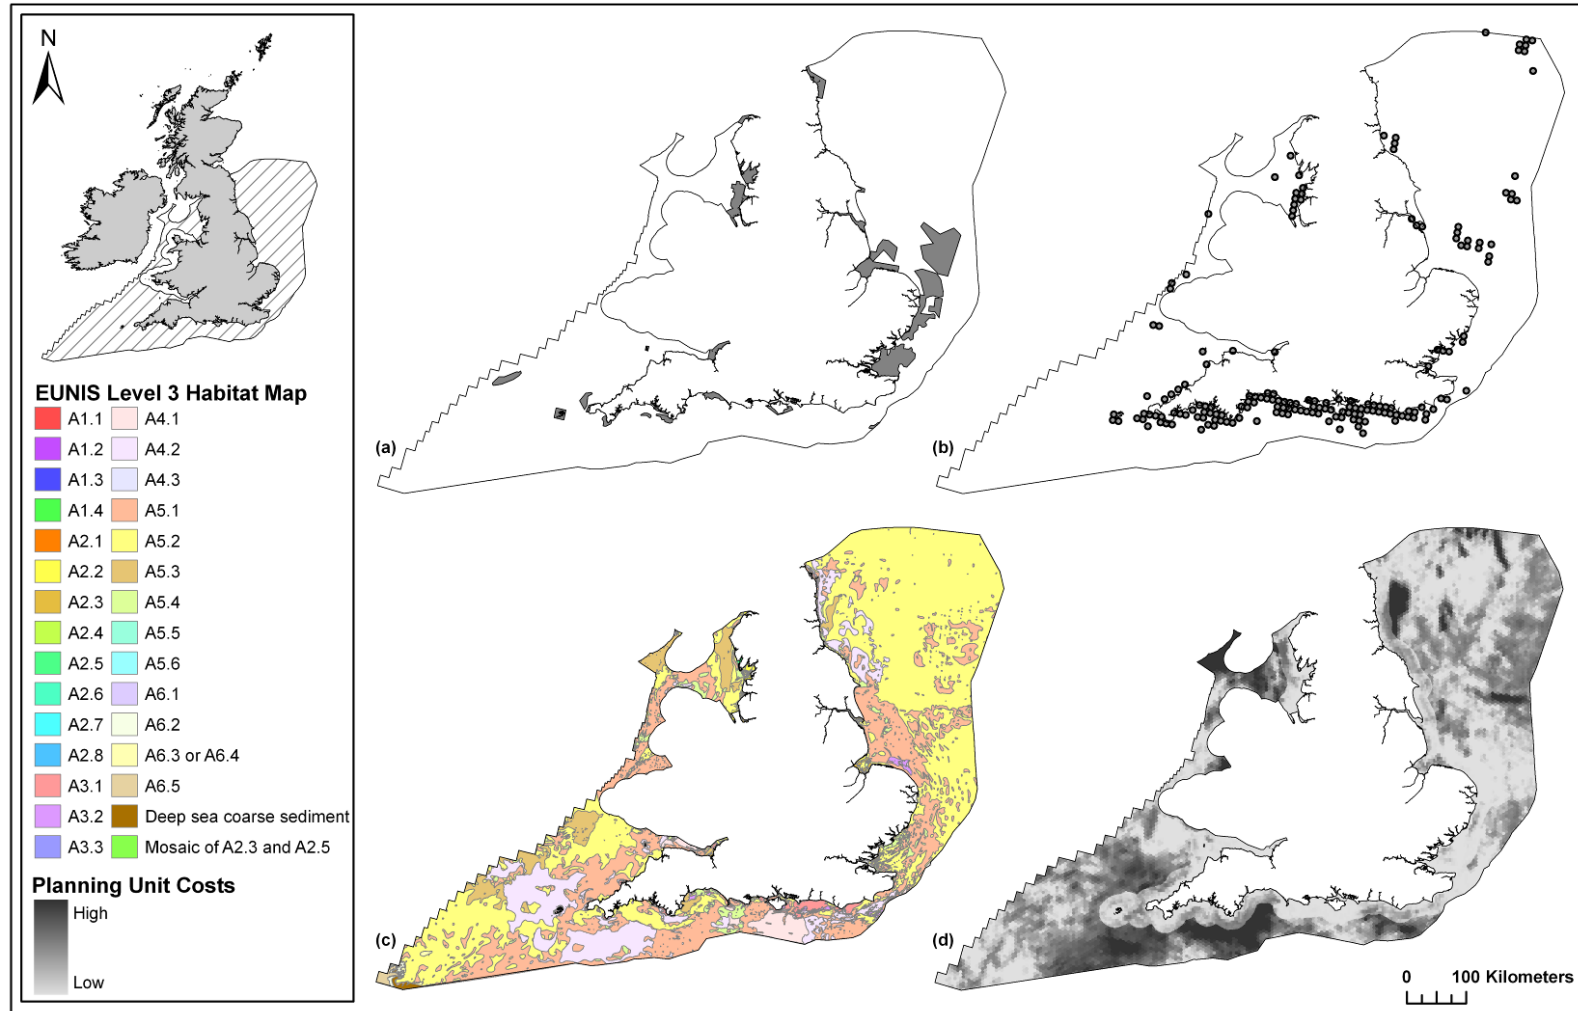 N
EUNIS Level 3 Habitat Map
A1.1 A4.1
A1.2 A4.2
A1.3 A4.3
A1.4 A5.1
A2.1 A5.2
A2.2 A5.3
A2.3 A5.4
A2.4 A5.5
A2.5 A5.6
A2.6 A6.1
A2.7 A6.2
A2.8 A6.3 or A6.4
A3.1 A6.5
A3.2 Deep sea coarse sediment
A3.3 Mosaic of A2.3 and A2.5
Planning Unit Costs
High
Low
(a)
(b)
(c)
(d)
0 100 Kilometers